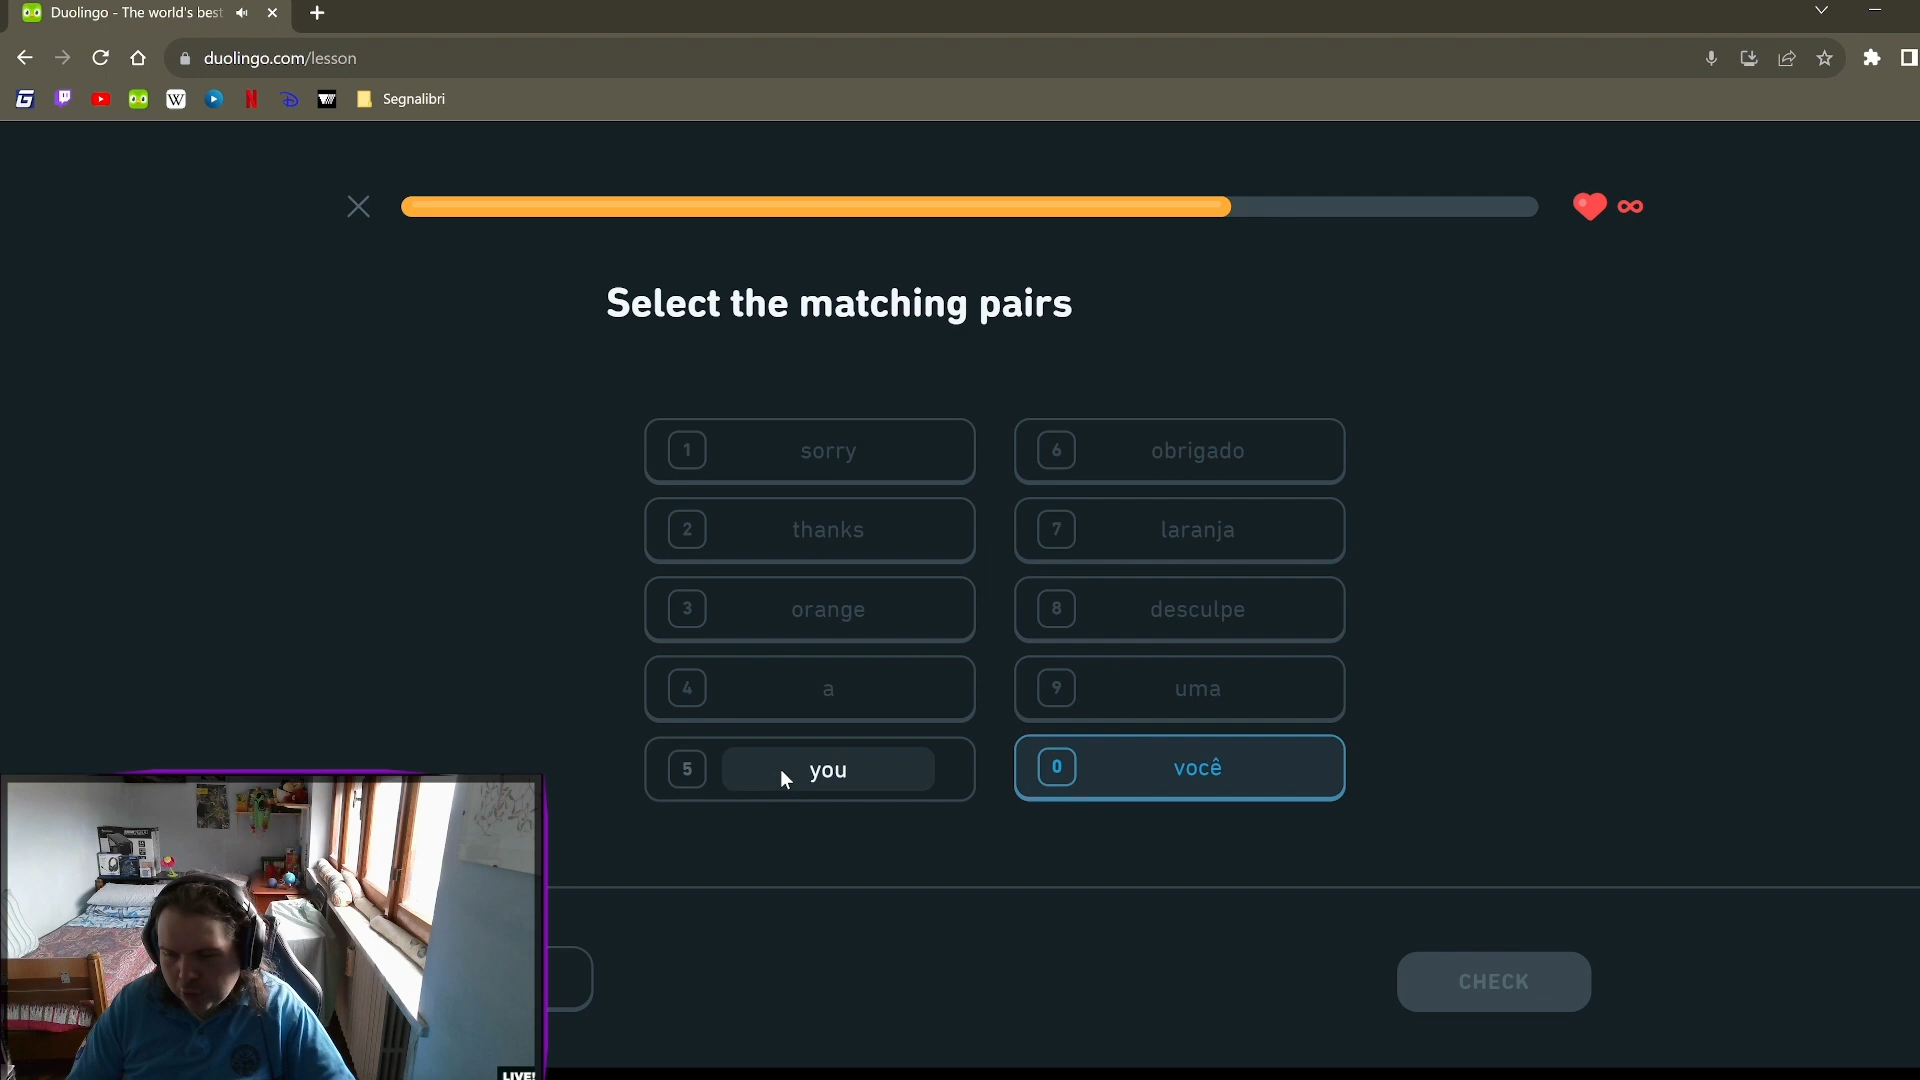 Duolingo - The world's best
duolingo.com/lesson
Segnalibri
Select the matching pairs
1 sorry
6 obrigado
2 thanks
7 laranja
3 orange
8 desculpe
4 a
9 uma
5 you
0 você
CHECK
LIVE!